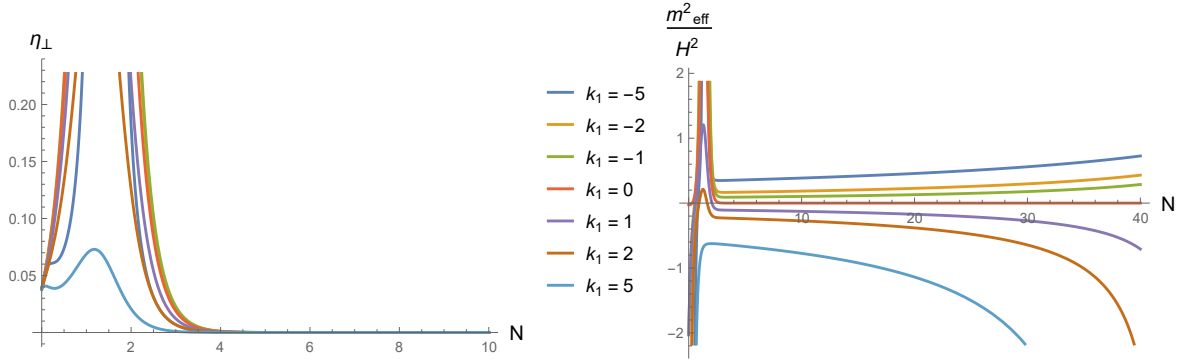 η⊥
0.20
0.15
0.10
0.05
2 4 6 8 10 N
k₁ = -5
k₁ = -2
k₁ = -1
k₁ = 0
k₁ = 1
k₁ = 2
k₁ = 5
m²eff
H²
2
1
-1
-2
10 20 30 40 N